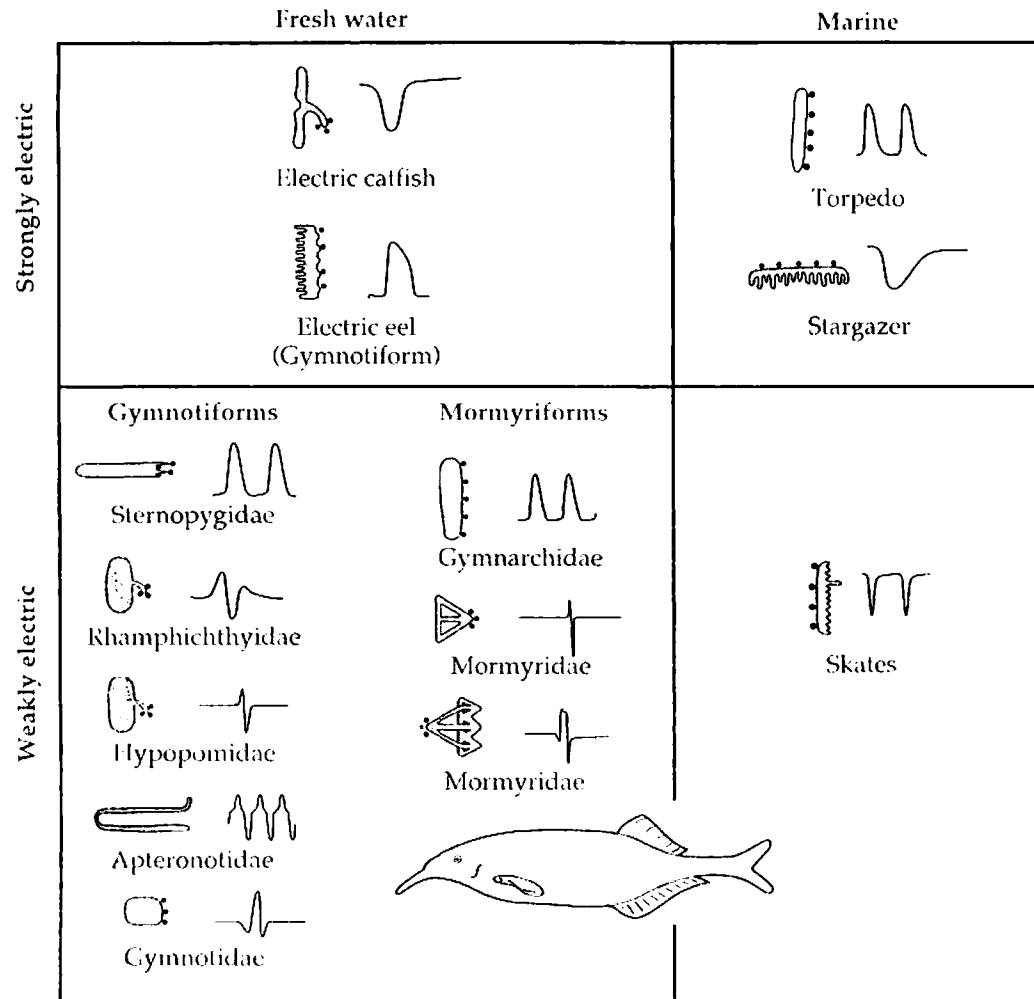 Fresh water
Marine
Strongly electric
Electric catfish
Electric eel
(Gymnotiform)
Torpedo
Stargazer
Weakly electric
Gymnotiforms
Sternopygidae
Rhamphichthyidae
Hypopomidae
Apteronotidae
Gymnotidae
Mormyriforms
Gymnarchidae
Mormyridae
Mormyridae
Skates